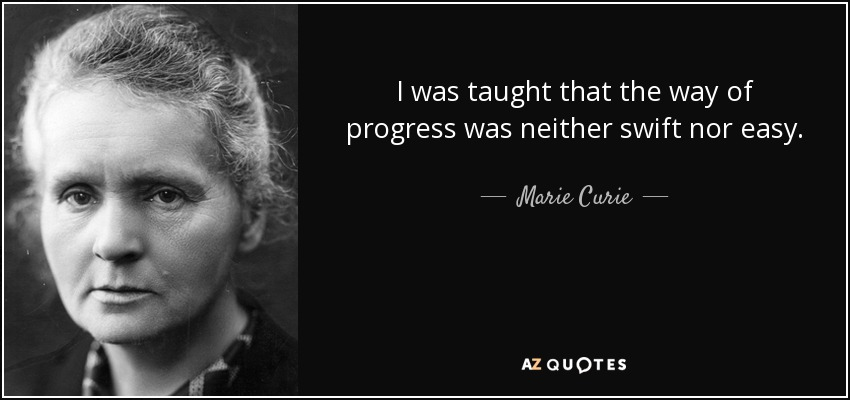 I was taught that the way of
progress was neither swift nor easy.
— Marie Curie —
AZ QUOTES